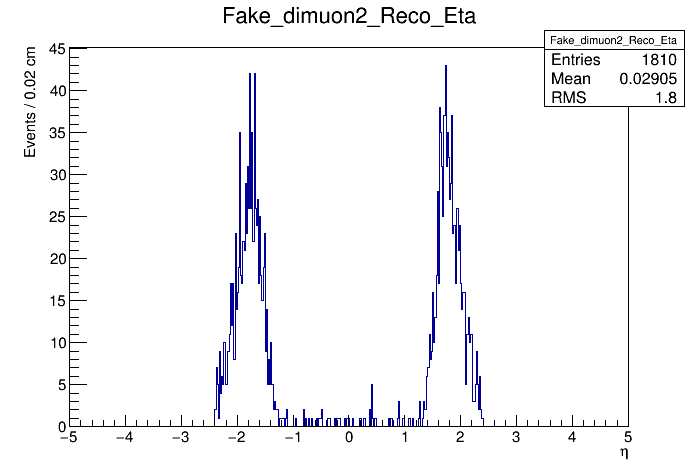 Fake_dimuon2_Reco_Eta
Fake_dimuon2_Reco_Eta
Entries 1810
Mean 0.02905
RMS 1.8
Events / 0.02 cm
45
40
35
30
25
20
15
10
5
0
−5 −4 −3 −2 −1 0 1 2 3 4 5
η